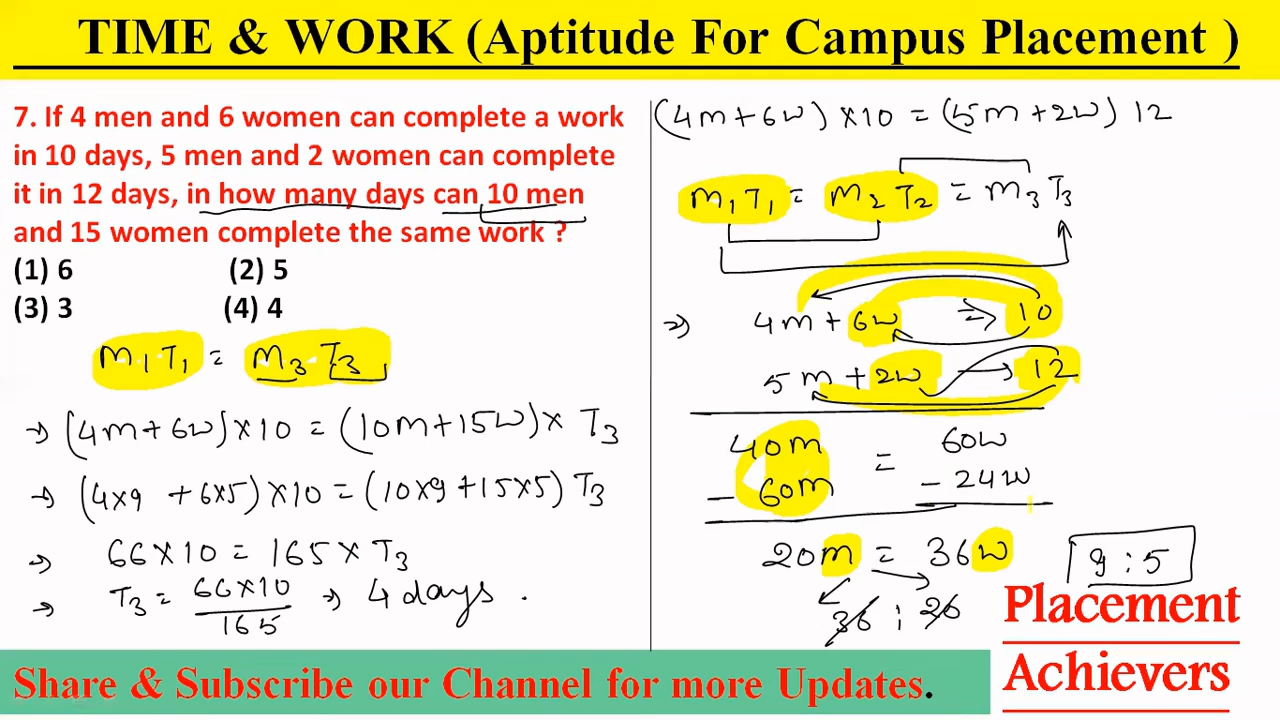 TIME & WORK (Aptitude For Campus Placement )
7. If 4 men and 6 women can complete a work
in 10 days, 5 men and 2 women can complete
it in 12 days, in how many days can 10 men
and 15 women complete the same work ?
(1) 6 (2) 5
(3) 3 (4) 4
m₁T₁ = m₃T₃
→ (4m+6w)×10 = (10m+15w)× T₃
→ (4×9 +6×5)×10=(10×9+15×5) T₃
→ 66×10 = 165 × T₃
→ T₃ = 66×10/165 → 4 days .
(4m+6w)×10 = (5m+2w) 12
m₁T₁ = m₂T₂ = m₃T₃
⇒ 4m + 6w ⇒ 10
5m + 2w → 12
40m = 60w
- 60m - 24w
20m = 36w
36 : 20
9 : 5
Placement
Achievers
Share & Subscribe our Channel for more Updates.